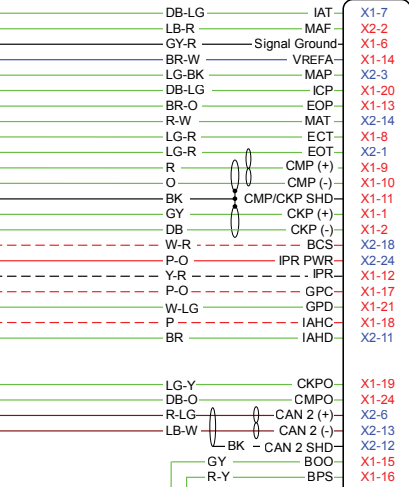 DB-LG IAT X1-7
LB-R MAF X2-2
GY-R Signal Ground X1-6
BR-W VREFA X1-14
LG-BK MAP X2-3
DB-LG ICP X1-20
BR-O EOP X1-13
R-W MAT X2-14
LG-R ECT X1-8
LG-R EOT X2-1
R CMP (+) X1-9
O CMP (-) X1-10
BK CMP/CKP SHD X1-11
GY CKP (+) X1-1
DB CKP (-) X1-2
W-R BCS X2-18
P-O IPR PWR X2-24
Y-R IPR X1-12
P-O GPC X1-17
W-LG GPD X1-21
P IAHC X1-18
BR IAHD X2-11
LG-Y CKPO X1-19
DB-O CMPO X1-24
R-LG CAN 2 (+) X2-6
LB-W CAN 2 (-) X2-13
BK CAN 2 SHD X2-12
GY BOO X1-15
R-Y BPS X1-16